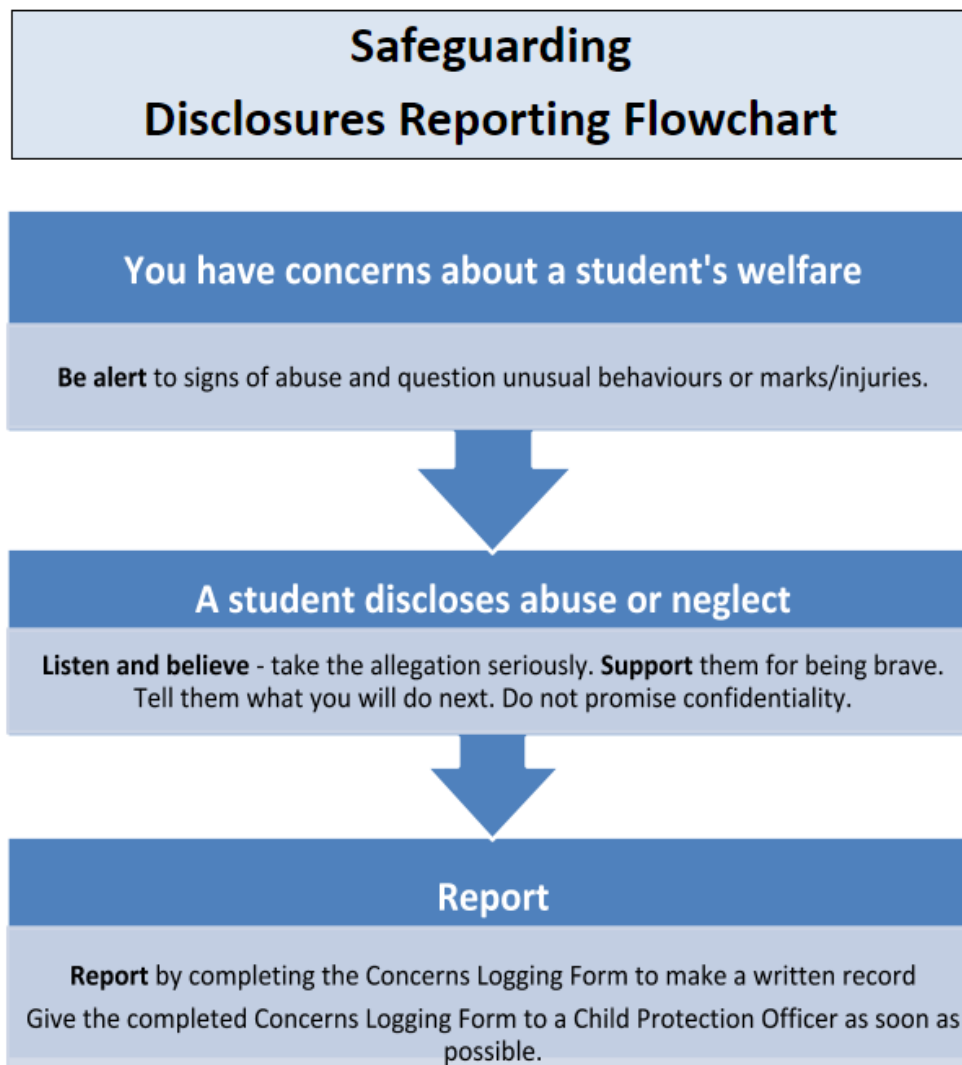 Safeguarding
Disclosures Reporting Flowchart
You have concerns about a student's welfare
Be alert to signs of abuse and question unusual behaviours or marks/injuries.
A student discloses abuse or neglect
Listen and believe - take the allegation seriously. Support them for being brave.
Tell them what you will do next. Do not promise confidentiality.
Report
Report by completing the Concerns Logging Form to make a written record
Give the completed Concerns Logging Form to a Child Protection Officer as soon as
possible.